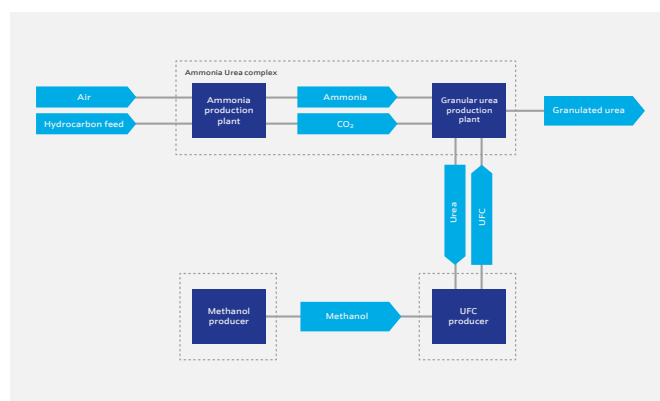 Ammonia Urea complex
Air
Hydrocarbon feed
Ammonia
production
plant
Ammonia
CO₂
Granular urea
production
plant
Granulated urea
Urea
UFC
Methanol
producer
Methanol
UFC
producer